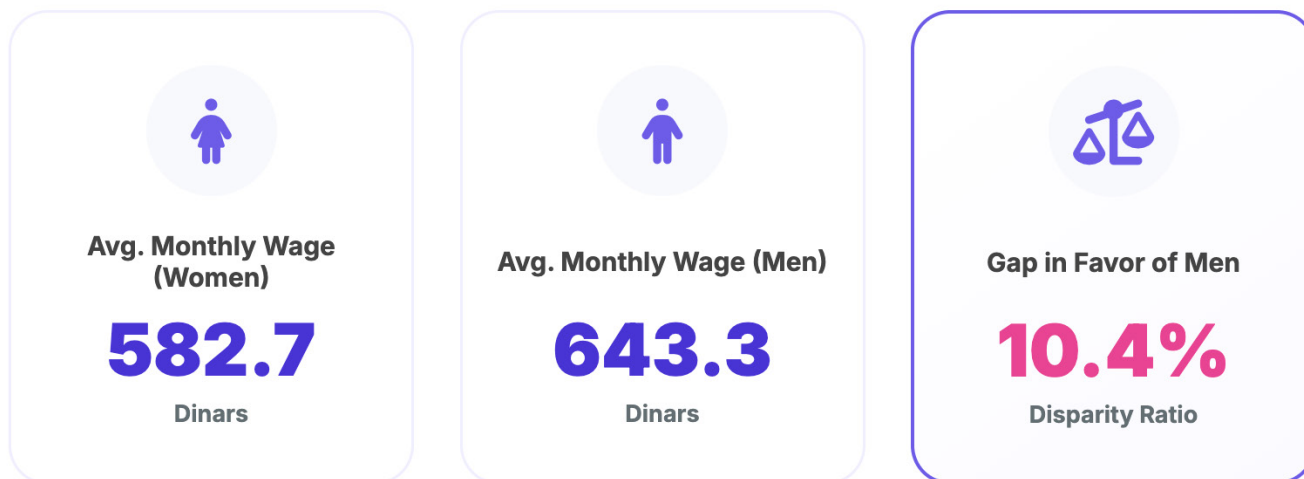 Avg. Monthly Wage
(Women)
582.7
Dinars
Avg. Monthly Wage (Men)
643.3
Dinars
Gap in Favor of Men
10.4%
Disparity Ratio